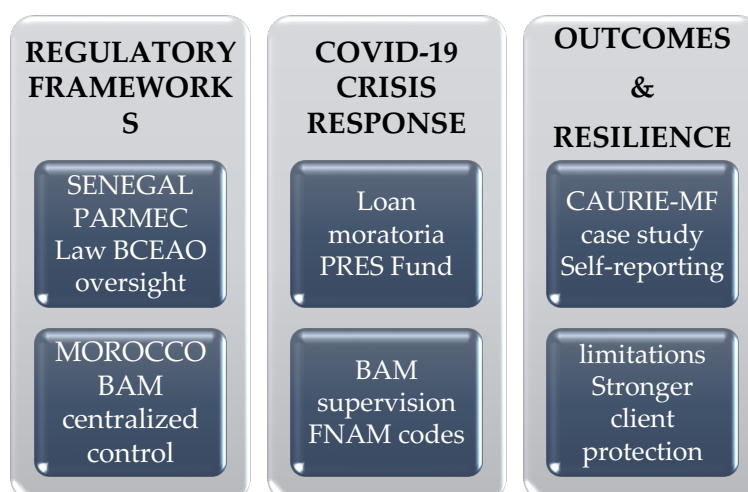 REGULATORY
FRAMEWORK
S
SENEGAL
PARMEC
Law BCEAO
oversight
MOROCCO
BAM
centralized
control
COVID-19
CRISIS
RESPONSE
Loan
moratoria
PRES Fund
BAM
supervision
FNAM codes
OUTCOMES
&
RESILIENCE
CAURIE-MF
case study
Self-reporting
limitations
Stronger
client
protection